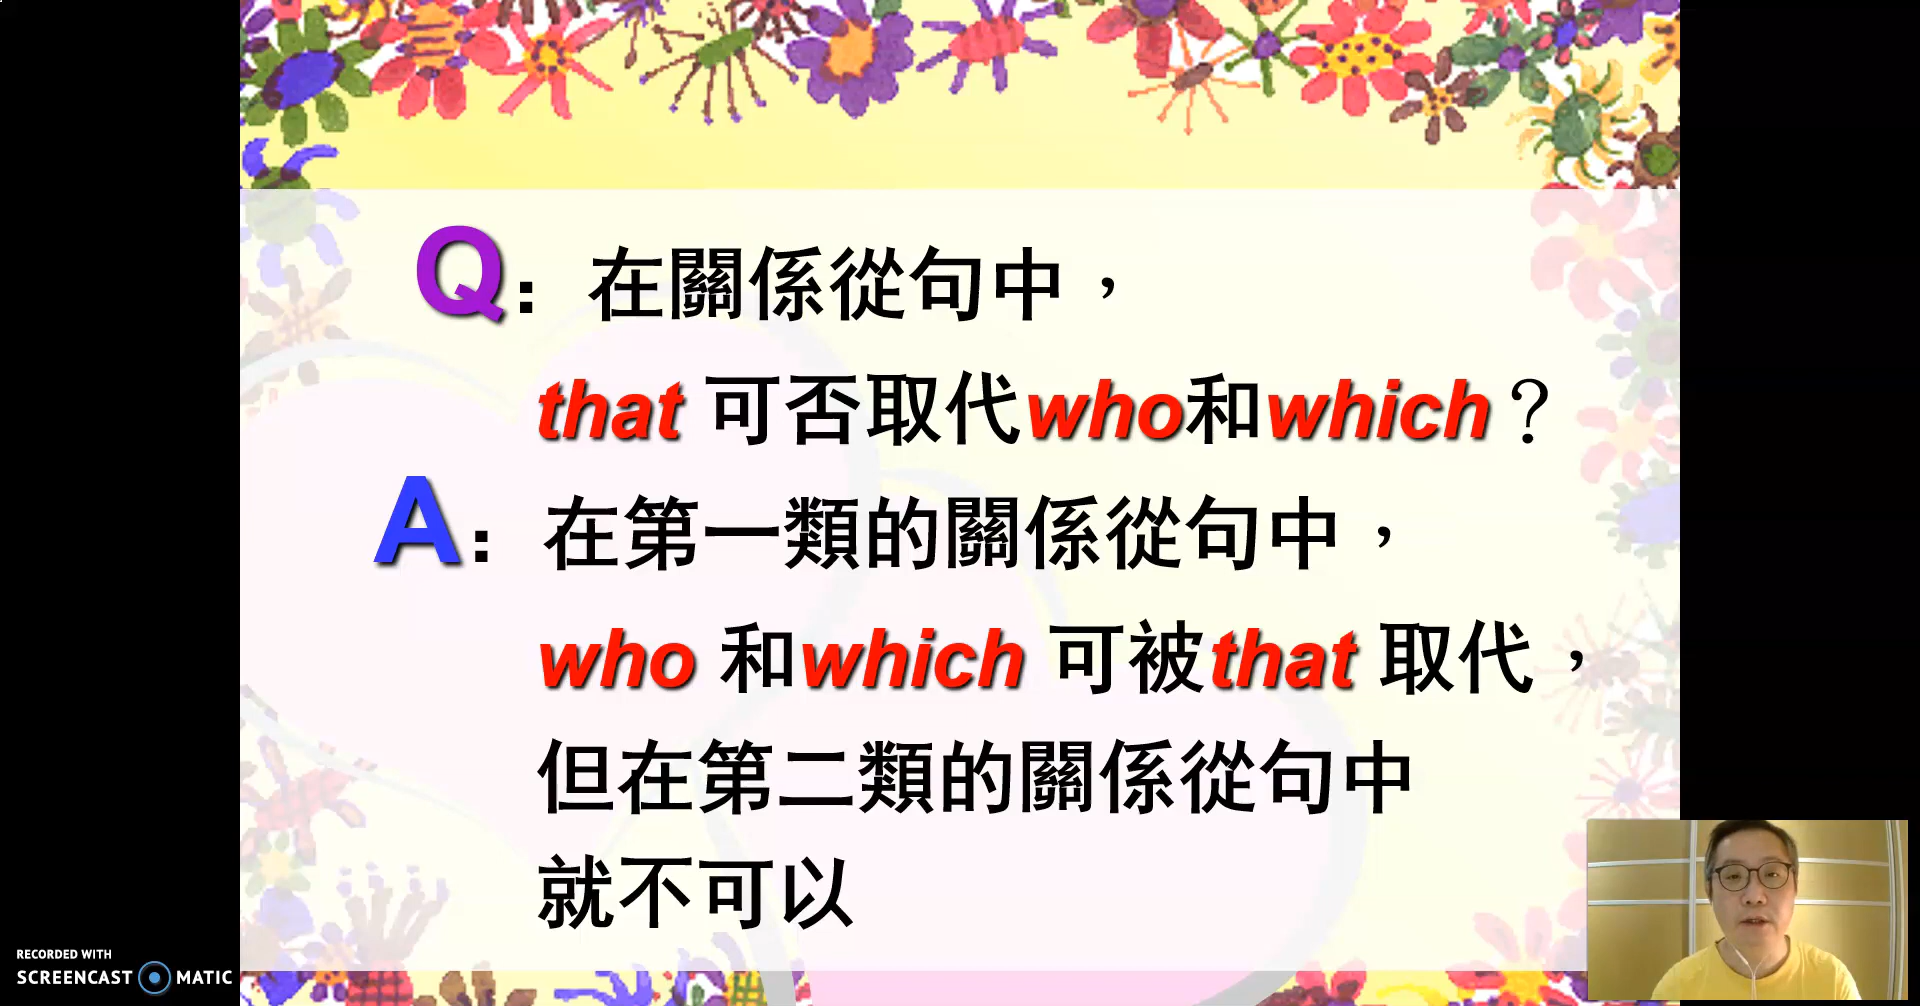 Q：在關係從句中，
that 可否取代who和which？
A：在第一類的關係從句中，
who 和which 可被that 取代，
但在第二類的關係從句中
就不可以
RECORDED WITH
SCREENCAST MATIC